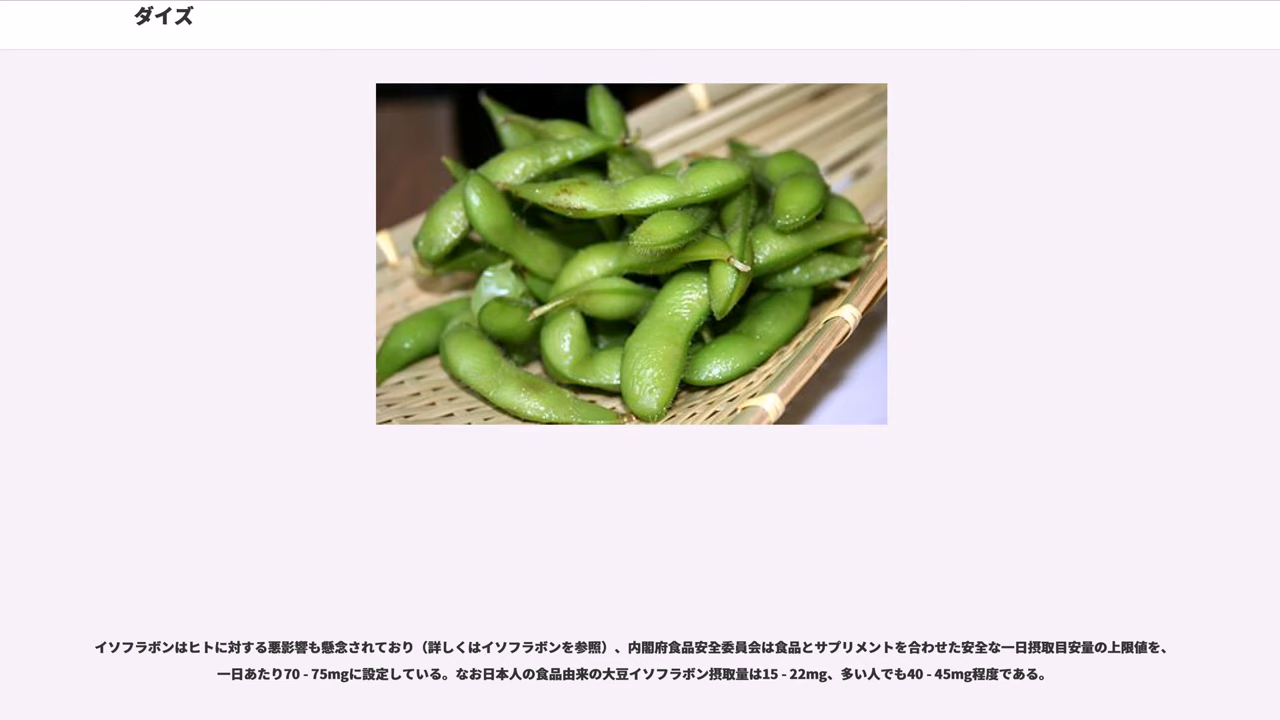 ダイズ
イソフラボンはヒトに対する悪影響も懸念されており（詳しくはイソフラボンを参照）、内閣府食品安全委員会は食品とサプリメントを合わせた安全な一日摂取目安量の上限値を、
一日あたり70 - 75mgに設定している。なお日本人の食品由来の大豆イソフラボン摂取量は15 - 22mg、多い人でも40 - 45mg程度である。